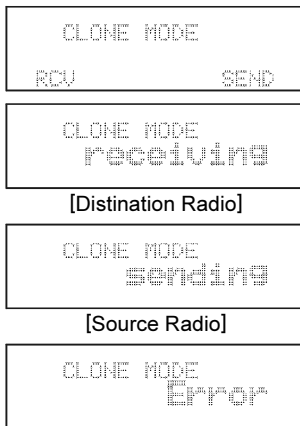 CLONE MODE
RCV SEND
CLONE MODE
receiving
[Distination Radio]
CLONE MODE
sending
[Source Radio]
CLONE MODE
Error